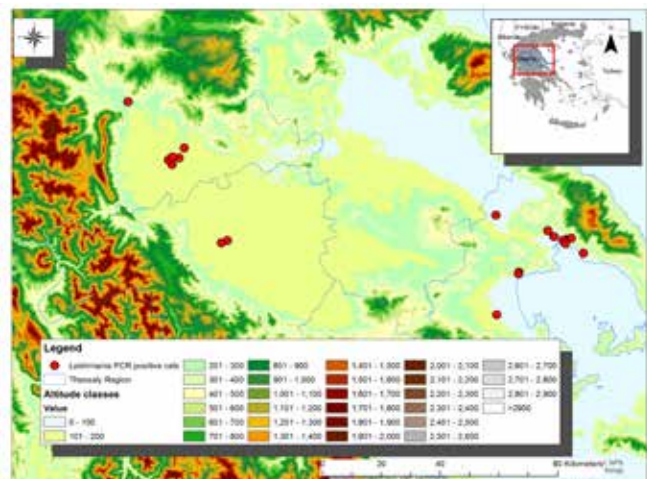 Legend
Leishmania PCR positive cats
Thessaly Region
Altitude classes
Value
0 - 100
101 - 200
201 - 300
301 - 400
401 - 500
501 - 600
601 - 700
701 - 800
801 - 900
901 - 1,000
1,001 - 1,100
1,101 - 1,200
1,201 - 1,300
1,301 - 1,400
1,401 - 1,500
1,501 - 1,600
1,601 - 1,700
1,701 - 1,800
1,801 - 1,900
1,901 - 2,000
2,001 - 2,100
2,101 - 2,200
2,201 - 2,300
2,301 - 2,400
2,401 - 2,500
2,501 - 2,600
2,601 - 2,700
2,701 - 2,800
2,801 - 2,900
>2900
0 10 20 40 60 80 Kilometers
Turkey